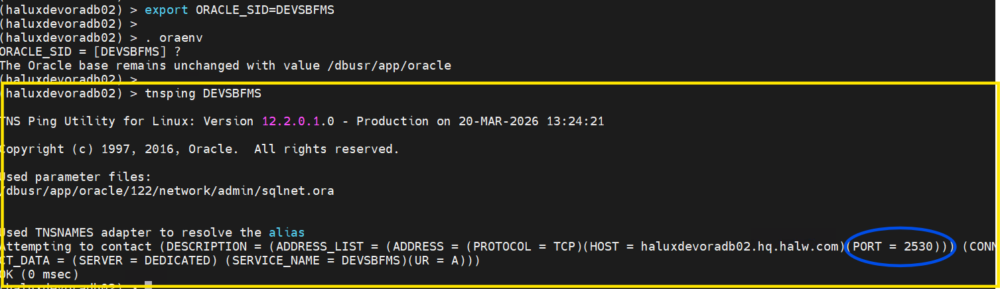 (haluxdevoradb02) > export ORACLE_SID=DEVSBFMS
(haluxdevoradb02) >
(haluxdevoradb02) > . oraenv
ORACLE_SID = [DEVSBFMS] ?
The Oracle base remains unchanged with value /dbusr/app/oracle
(haluxdevoradb02) >
(haluxdevoradb02) > tnsping DEVSBFMS
TNS Ping Utility for Linux: Version 12.2.0.1.0 - Production on 20-MAR-2026 13:24:21
Copyright (c) 1997, 2016, Oracle.  All rights reserved.
Used parameter files:
/dbusr/app/oracle/122/network/admin/sqlnet.ora
Used TNSNAMES adapter to resolve the alias
Attempting to contact (DESCRIPTION = (ADDRESS_LIST = (ADDRESS = (PROTOCOL = TCP)(HOST = haluxdevoradb02.hq.halw.com)(PORT = 2530))) (CONN
CT_DATA = (SERVER = DEDICATED) (SERVICE_NAME = DEVSBFMS)(UR = A)))
OK (0 msec)
(haluxdevoradb02) >